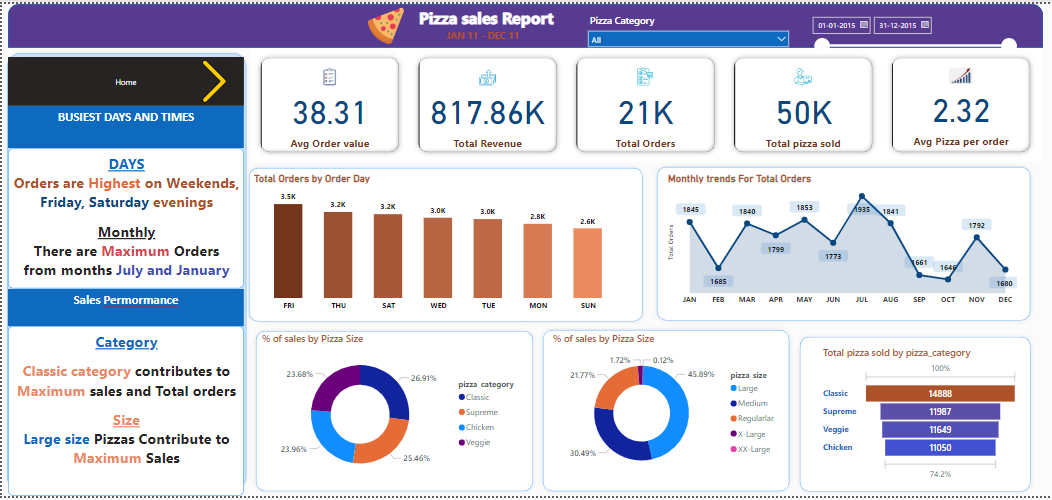 Pizza sales Report
JAN 11 - DEC 11
Pizza Category
All
01-01-2015
31-12-2015
Home
BUSIEST DAYS AND TIMES
DAYS
Orders are Highest on Weekends,
Friday, Saturday evenings
Monthly
There are Maximum Orders
from months July and January
Sales Permormance
Category
Classic category contributes to
Maximum sales and Total orders
Size
Large size Pizzas Contribute to
Maximum Sales
38.31
Avg Order value
817.86K
Total Revenue
21K
Total Orders
50K
Total pizza sold
2.32
Avg Pizza per order
Total Orders by Order Day
3.5K
3.2K
3.2K
3.0K
3.0K
2.8K
2.6K
FRI
THU
SAT
WED
TUE
MON
SUN
Monthly trends For Total Orders
Total Orders
1845
1685
1840
1799
1853
1773
1935
1841
1661
1646
1792
1680
JAN
FEB
MAR
APR
MAY
JUN
JUL
AUG
SEP
OCT
NOV
DEC
% of sales by Pizza Size
23.68%
26.91%
23.96%
25.46%
pizza category
Classic
Supreme
Chicken
Veggie
% of sales by Pizza Size
1.72%
0.12%
21.77%
45.89%
30.49%
pizza size
Large
Medium
Regularlar
X-Large
XX-Large
Total pizza sold by pizza_category
100%
Classic
14888
Supreme
11987
Veggie
11649
Chicken
11050
74.2%